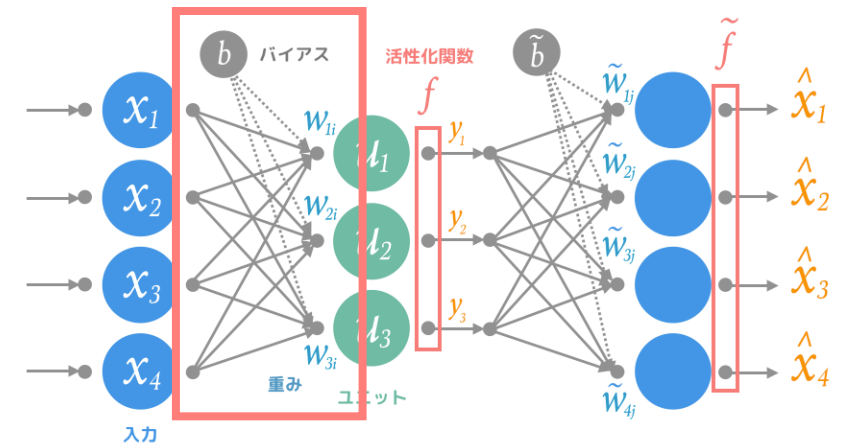 b
バイアス
活性化関数
f
b̃
f̃
x₁
x₂
x₃
x₄
入力
w₁ᵢ
w₂ᵢ
w₃ᵢ
重み
u₁
u₂
u₃
ユニット
y₁
y₂
y₃
w̃₁ⱼ
w̃₂ⱼ
w̃₃ⱼ
w̃₄ⱼ
x̂₁
x̂₂
x̂₃
x̂₄